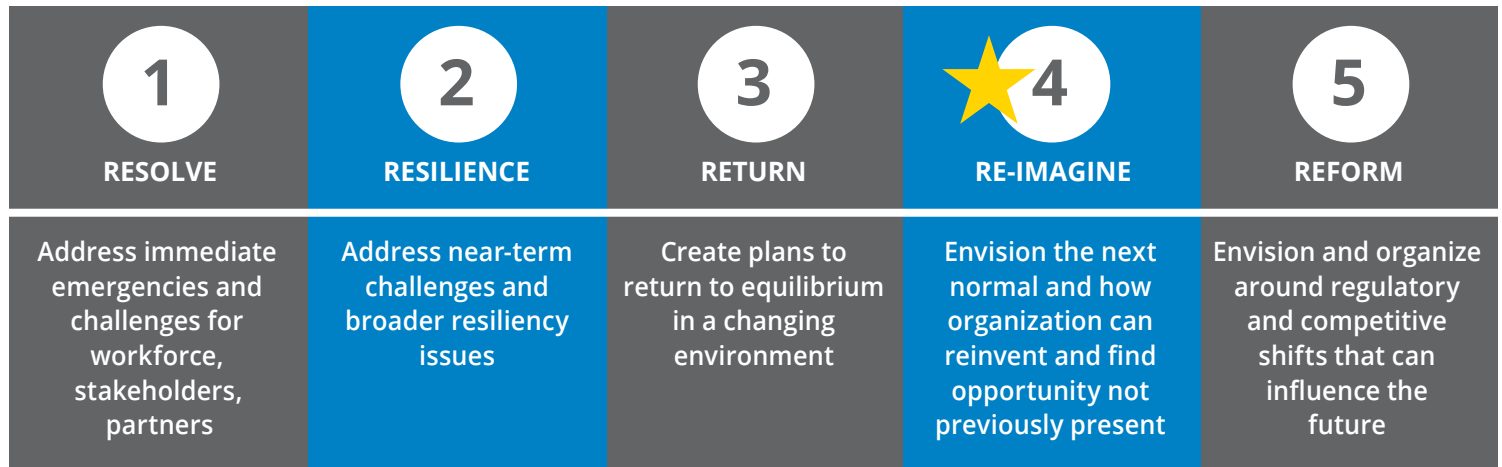 1
RESOLVE
Address immediate
emergencies and
challenges for
workforce,
stakeholders,
partners
2
RESILIENCE
Address near-term
challenges and
broader resiliency
issues
3
RETURN
Create plans to
return to equilibrium
in a changing
environment
4
RE-IMAGINE
Envision the next
normal and how
organization can
reinvent and find
opportunity not
previously present
5
REFORM
Envision and organize
around regulatory
and competitive
shifts that can
influence the
future